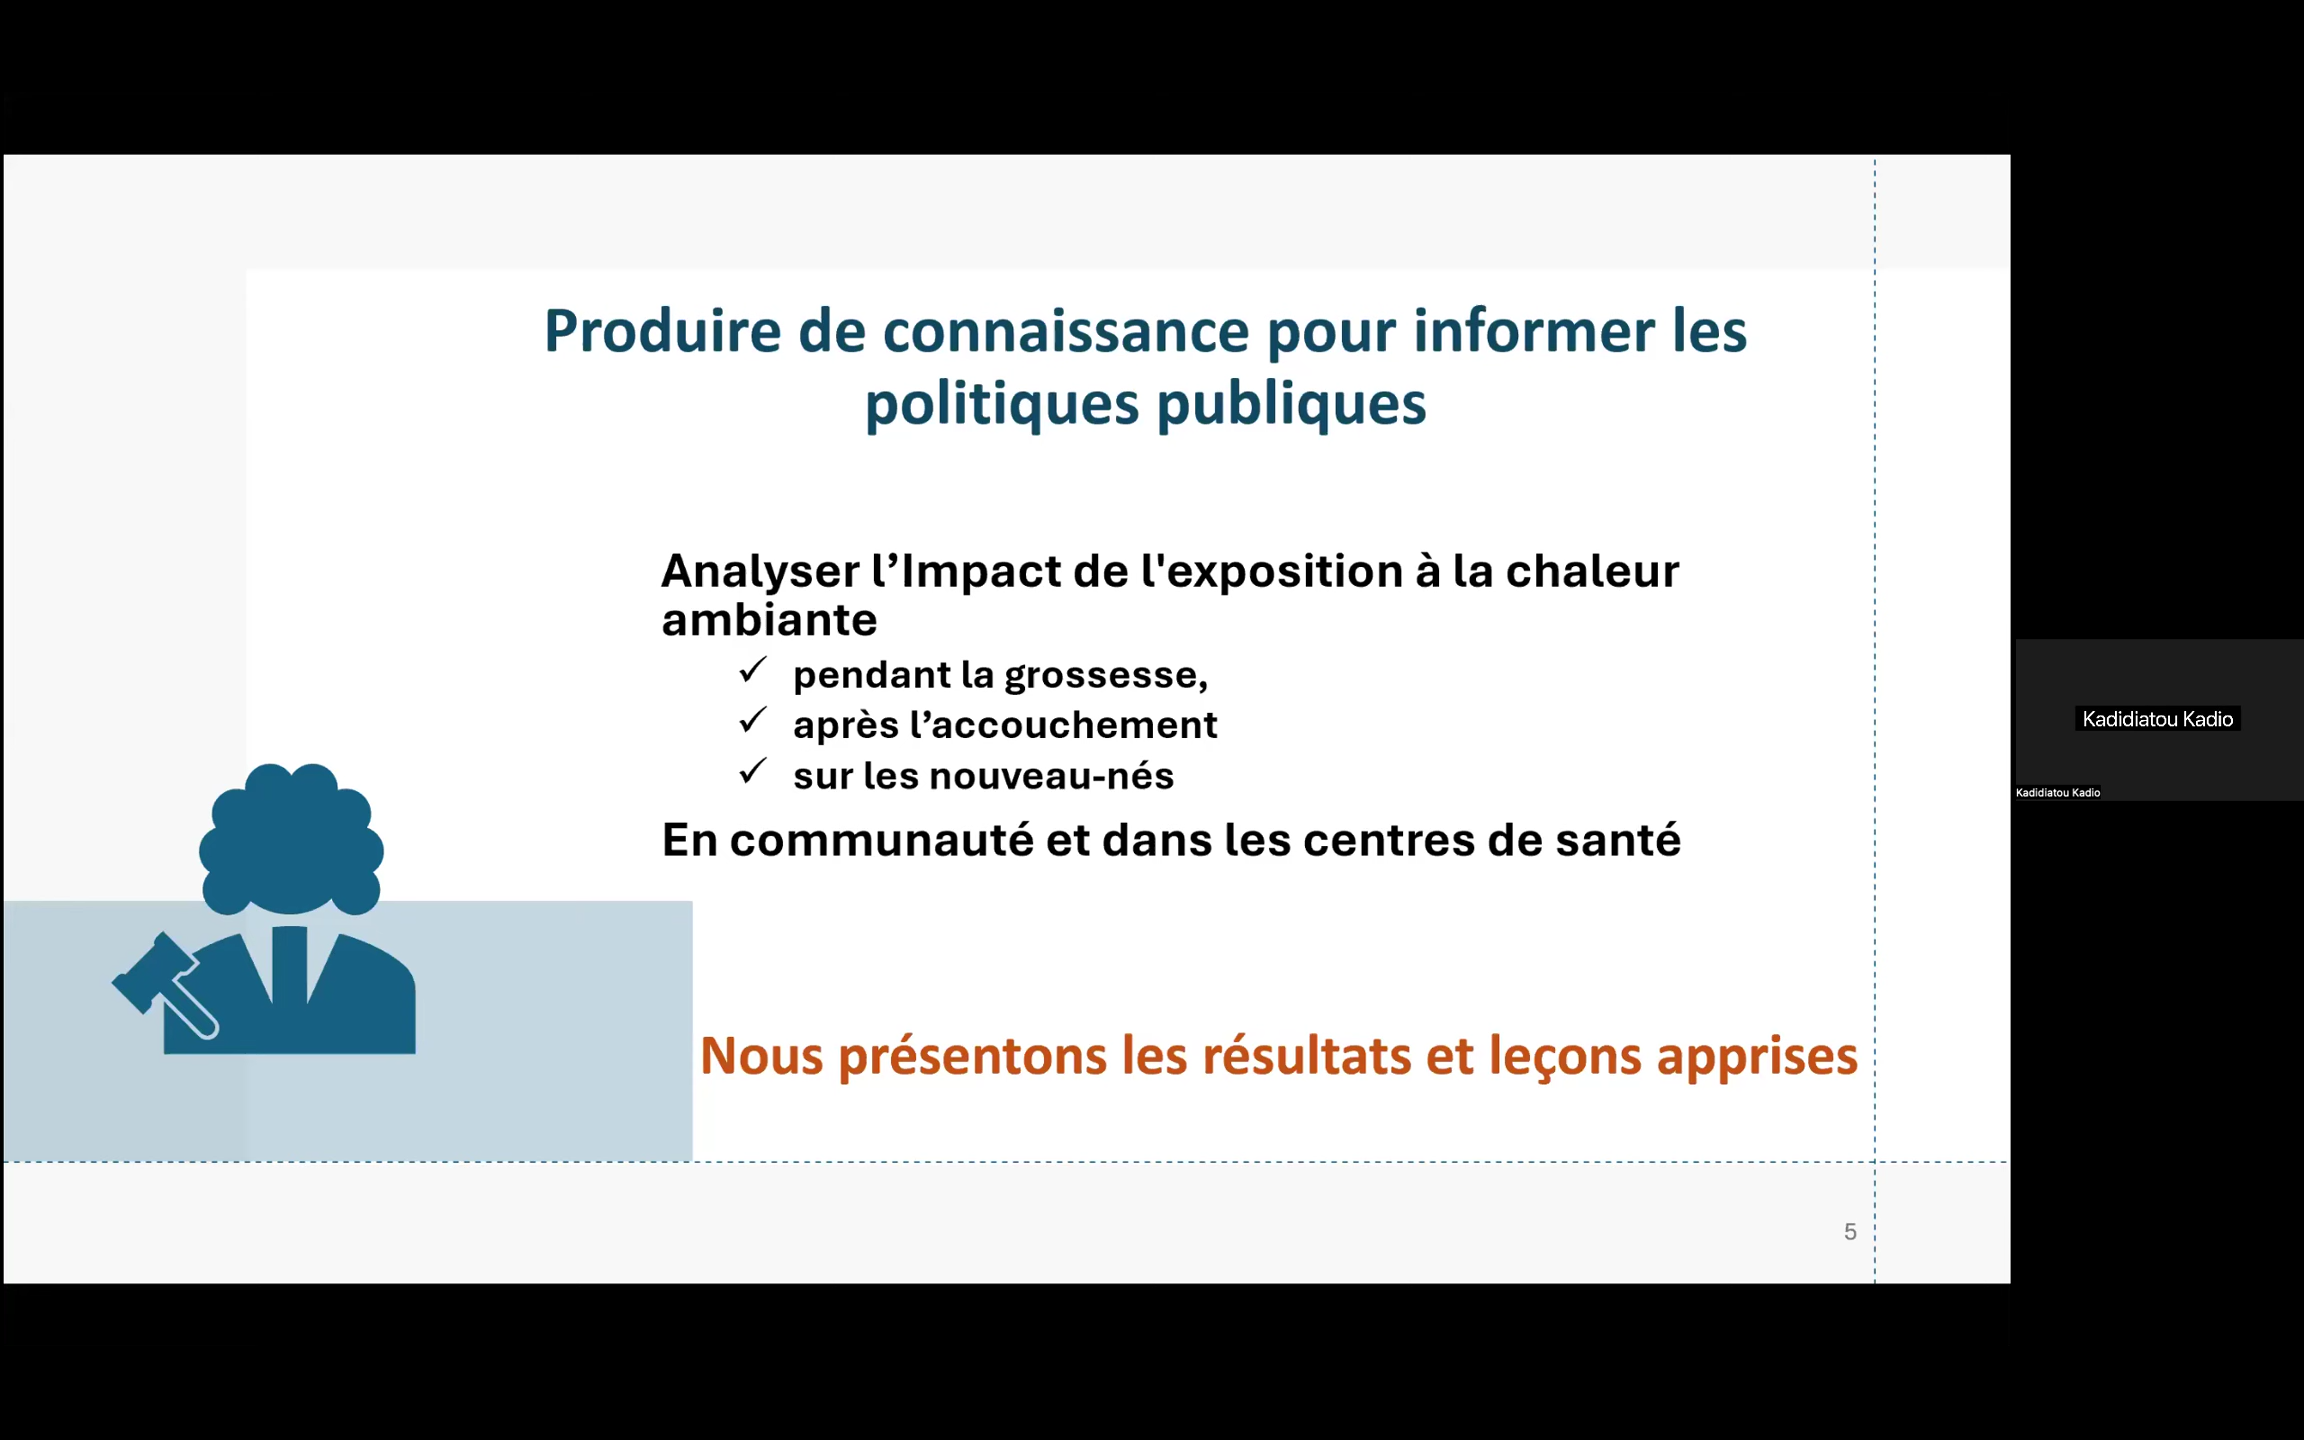 Produire de connaissance pour informer les
politiques publiques
Analyser l’Impact de l'exposition à la chaleur
ambiante
✓ pendant la grossesse,
✓ après l’accouchement
✓ sur les nouveau-nés
En communauté et dans les centres de santé
Nous présentons les résultats et leçons apprises
5
Kadidiatou Kadio
Kadidiatou Kadio